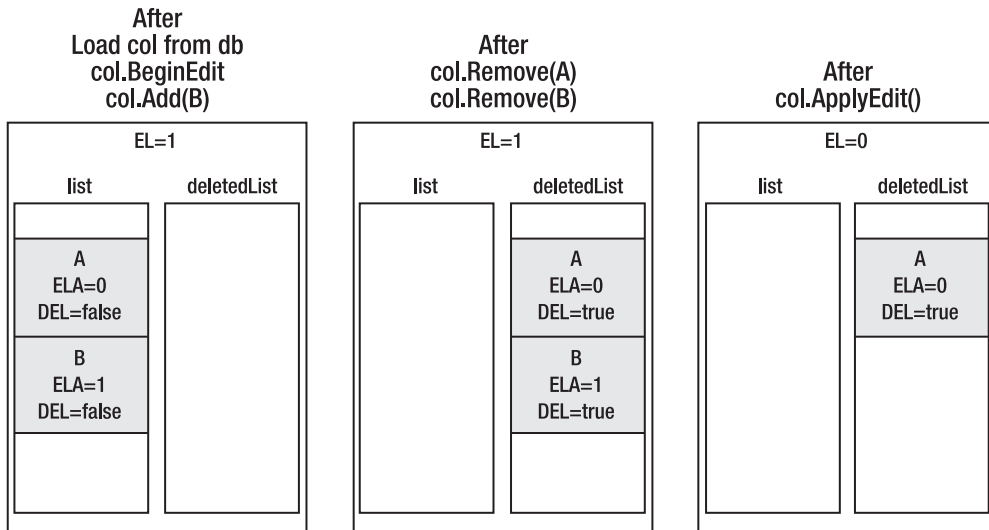 After
Load col from db
col.BeginEdit
col.Add(B)
EL=1
list
deletedList
A
ELA=0
DEL=false
B
ELA=1
DEL=false
After
col.Remove(A)
col.Remove(B)
EL=1
list
deletedList
A
ELA=0
DEL=true
B
ELA=1
DEL=true
After
col.ApplyEdit()
EL=0
list
deletedList
A
ELA=0
DEL=true